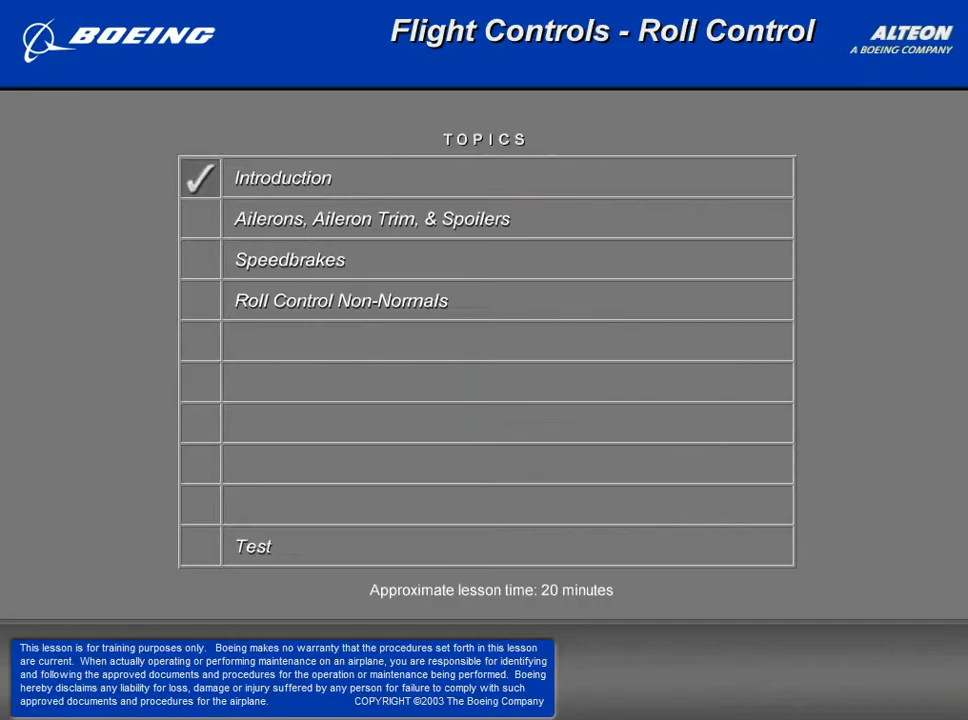 BOEING
Flight Controls - Roll Control
ALTEON
A BOEING COMPANY
TOPICS
Introduction
Ailerons, Aileron Trim, & Spoilers
Speedbrakes
Roll Control Non-Normals
Test
Approximate lesson time: 20 minutes
This lesson is for training purposes only. Boeing makes no warranty that the procedures set forth in this lesson
are current. When actually operating or performing maintenance on an airplane, you are responsible for identifying
and following the approved documents and procedures for the operation or maintenance being performed. Boeing
hereby disclaims any liability for loss, damage or injury suffered by any person for failure to comply with such
approved documents and procedures for the airplane. COPYRIGHT ©2003 The Boeing Company